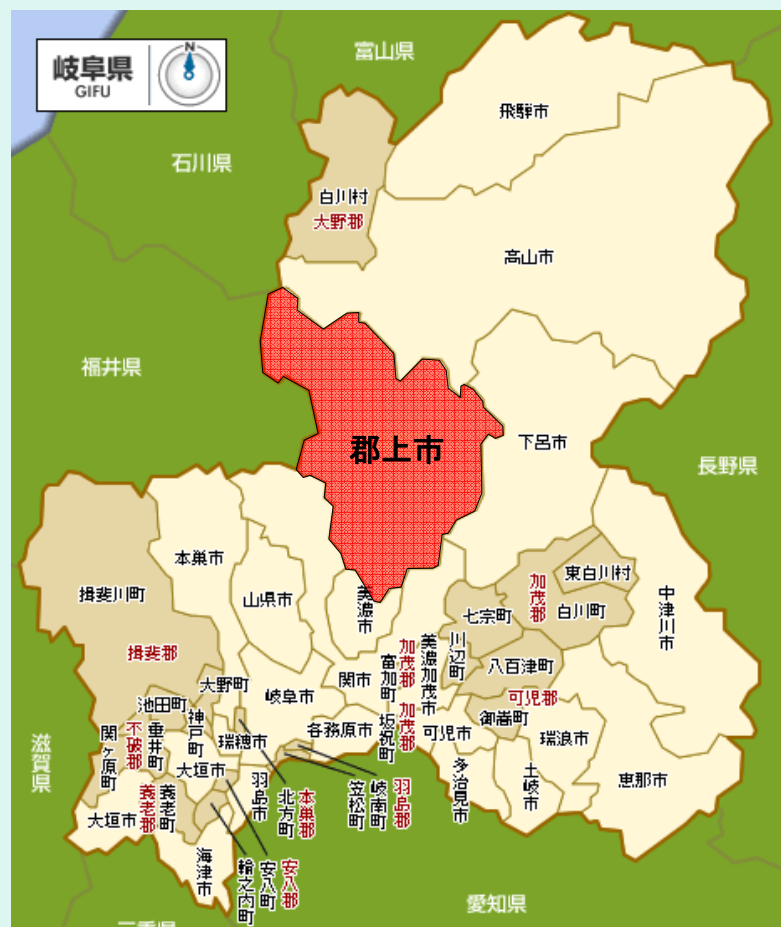 岐阜県
GIFU
N
富山県
飛騨市
石川県
白川村
大野郡
高山市
福井県
郡上市
下呂市
長野県
本巣市
揖斐川町
山県市
美濃市
東白川村
加茂郡
白川町
中津川市
七宗町
川辺町
揖斐郡
八百津町
大野町
関市
富加町
加茂郡
美濃加茂市
可児郡
池田町
岐阜市
御嵩町
神戸町
関ヶ原町
不破郡
垂井町
瑞穂市
各務原市
坂祝町
加茂郡
可児市
瑞浪市
滋賀県
大垣市
羽島市
北方町
本巣郡
笠松町
岐南町
羽島郡
多治見市
土岐市
恵那市
大垣市
養老郡
養老町
海津市
輪之内町
安八町
安八郡
愛知県
三重県